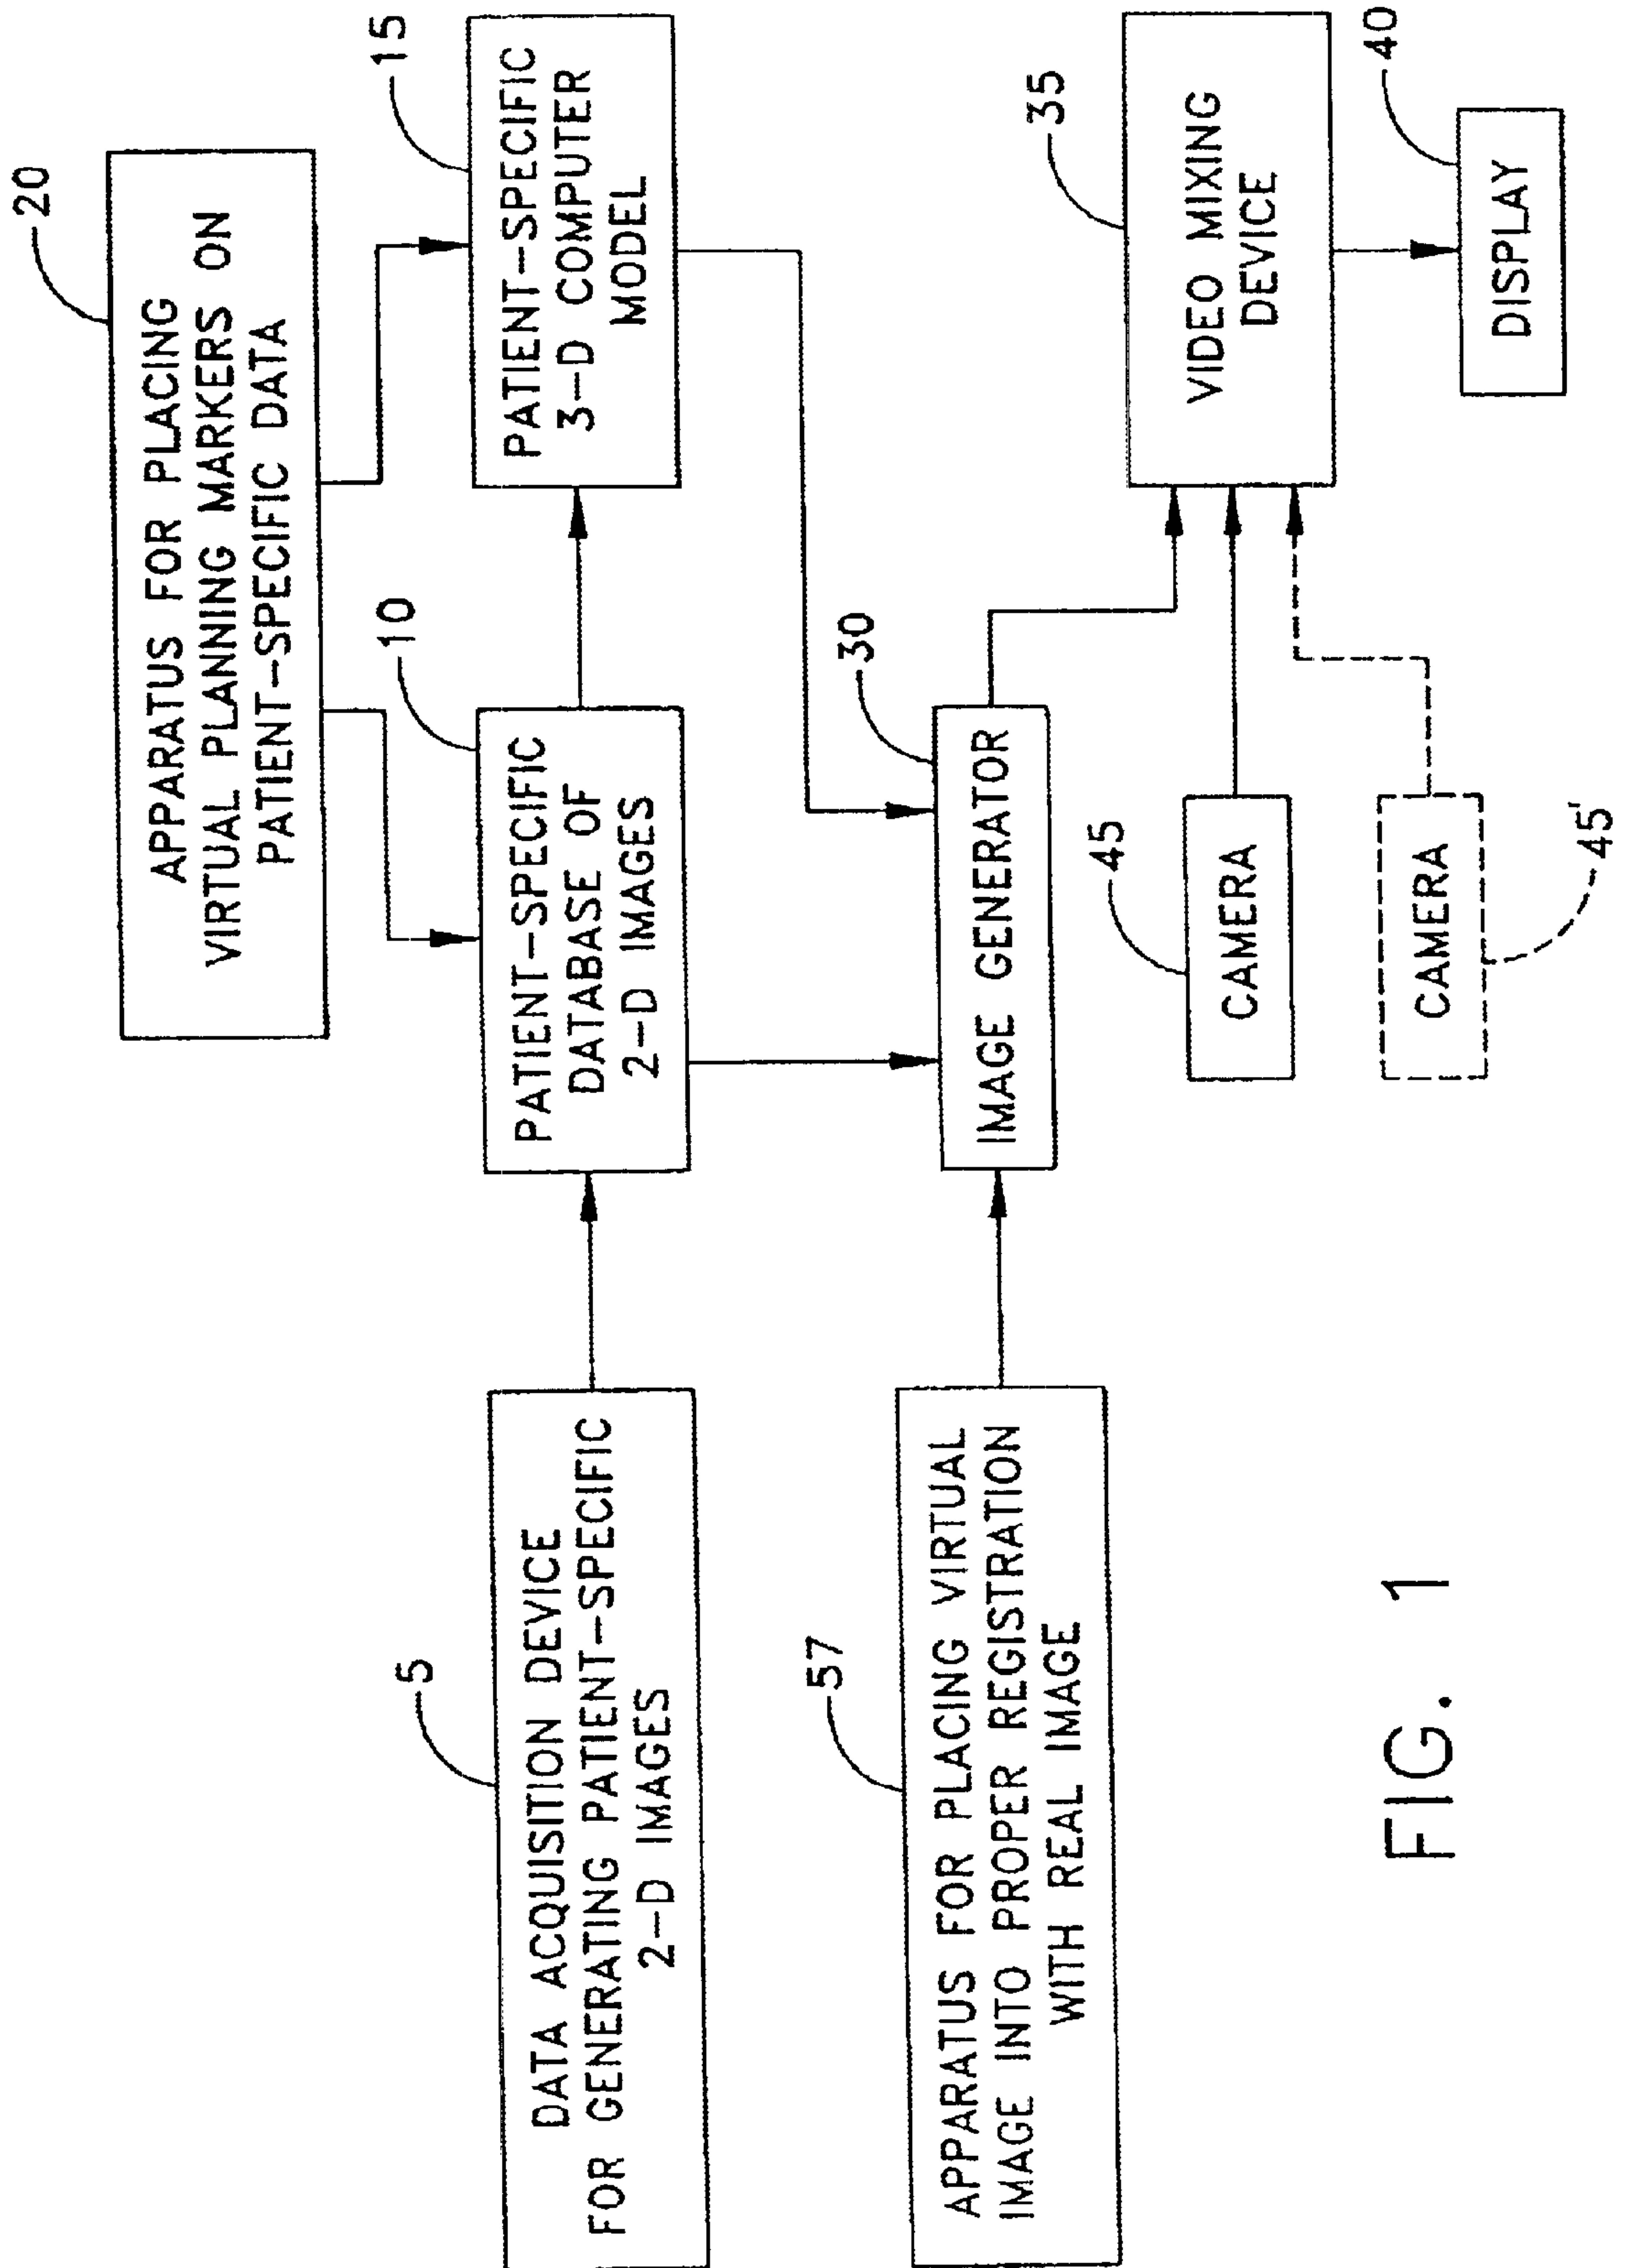 20
APPARATUS FOR PLACING
VIRTUAL PLANNING MARKERS ON
PATIENT-SPECIFIC DATA
5
DATA ACQUISITION DEVICE
FOR GENERATING PATIENT-SPECIFIC
2-D IMAGES
10
PATIENT-SPECIFIC
DATABASE OF
2-D IMAGES
15
PATIENT-SPECIFIC
3-D COMPUTER
MODEL
57
APPARATUS FOR PLACING VIRTUAL
IMAGE INTO PROPER REGISTRATION
WITH REAL IMAGE
30
IMAGE GENERATOR
35
VIDEO MIXING
DEVICE
45
CAMERA
40
DISPLAY
CAMERA
45'
FIG. 1